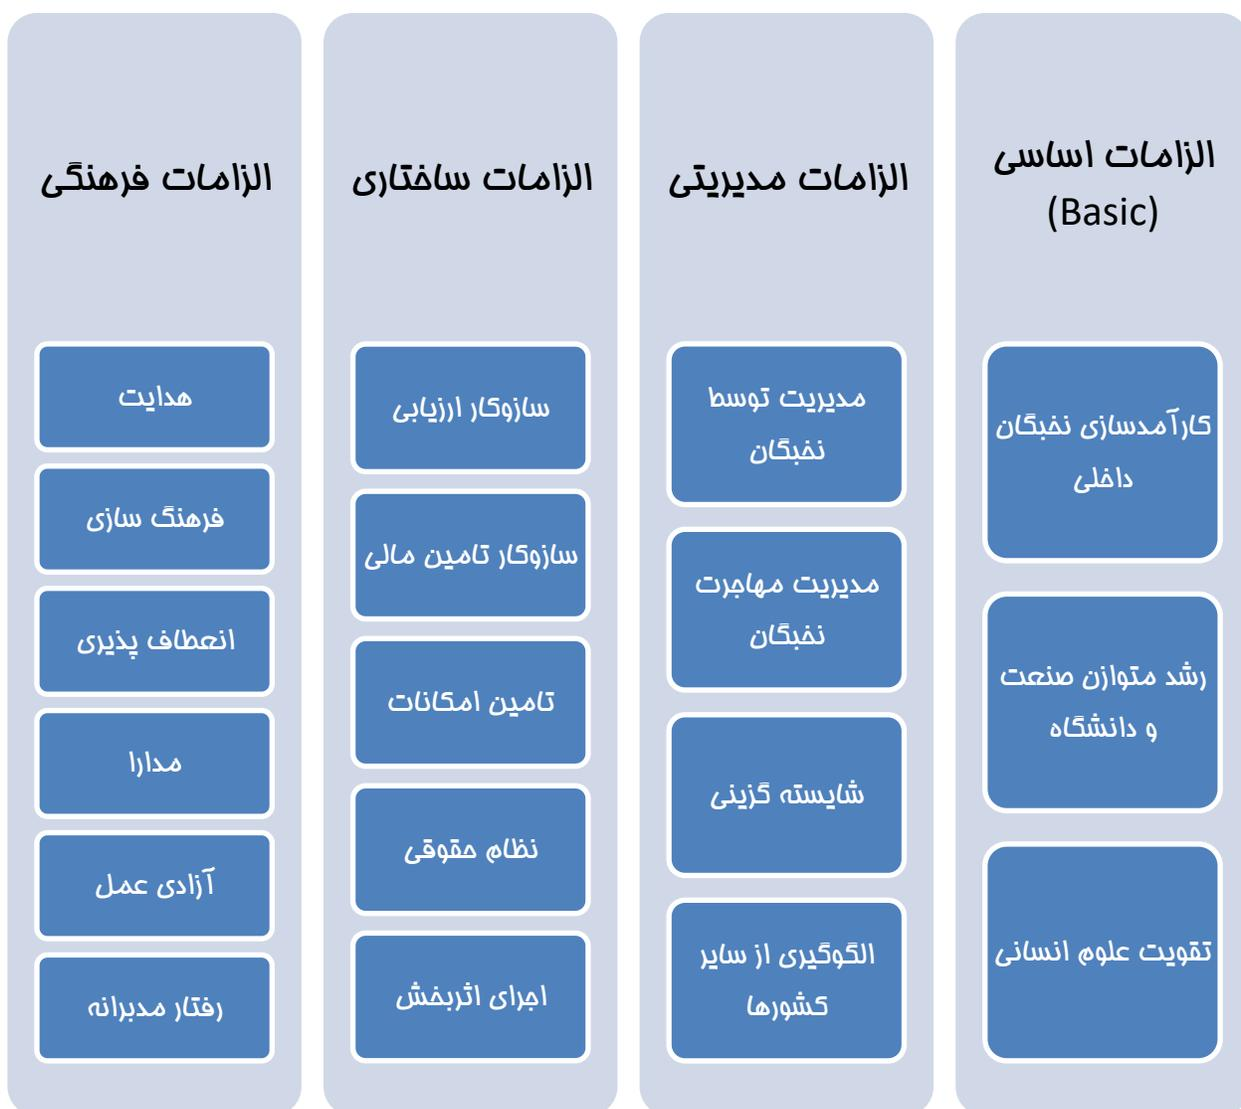 الزامات اساسی
(Basic)
کارآمدسازی نخبگان
داخلی
رشد متوازن صنعت
و دانشگاه
تقویت علوم انسانی
الزامات مدیریتی
مدیریت توسط
نخبگان
مدیریت مهاجرت
نخبگان
شایسته گزینی
الگوگیری از سایر
کشورها
الزامات ساختاری
سازوکار ارزیابی
سازوکار تامین مالی
تامین امکانات
نظام حقوقی
اجرای اثربخش
الزامات فرهنگی
هدایت
فرهنگ سازی
انعطاف پذیری
مدارا
آزادی عمل
رفتار مدبرانه